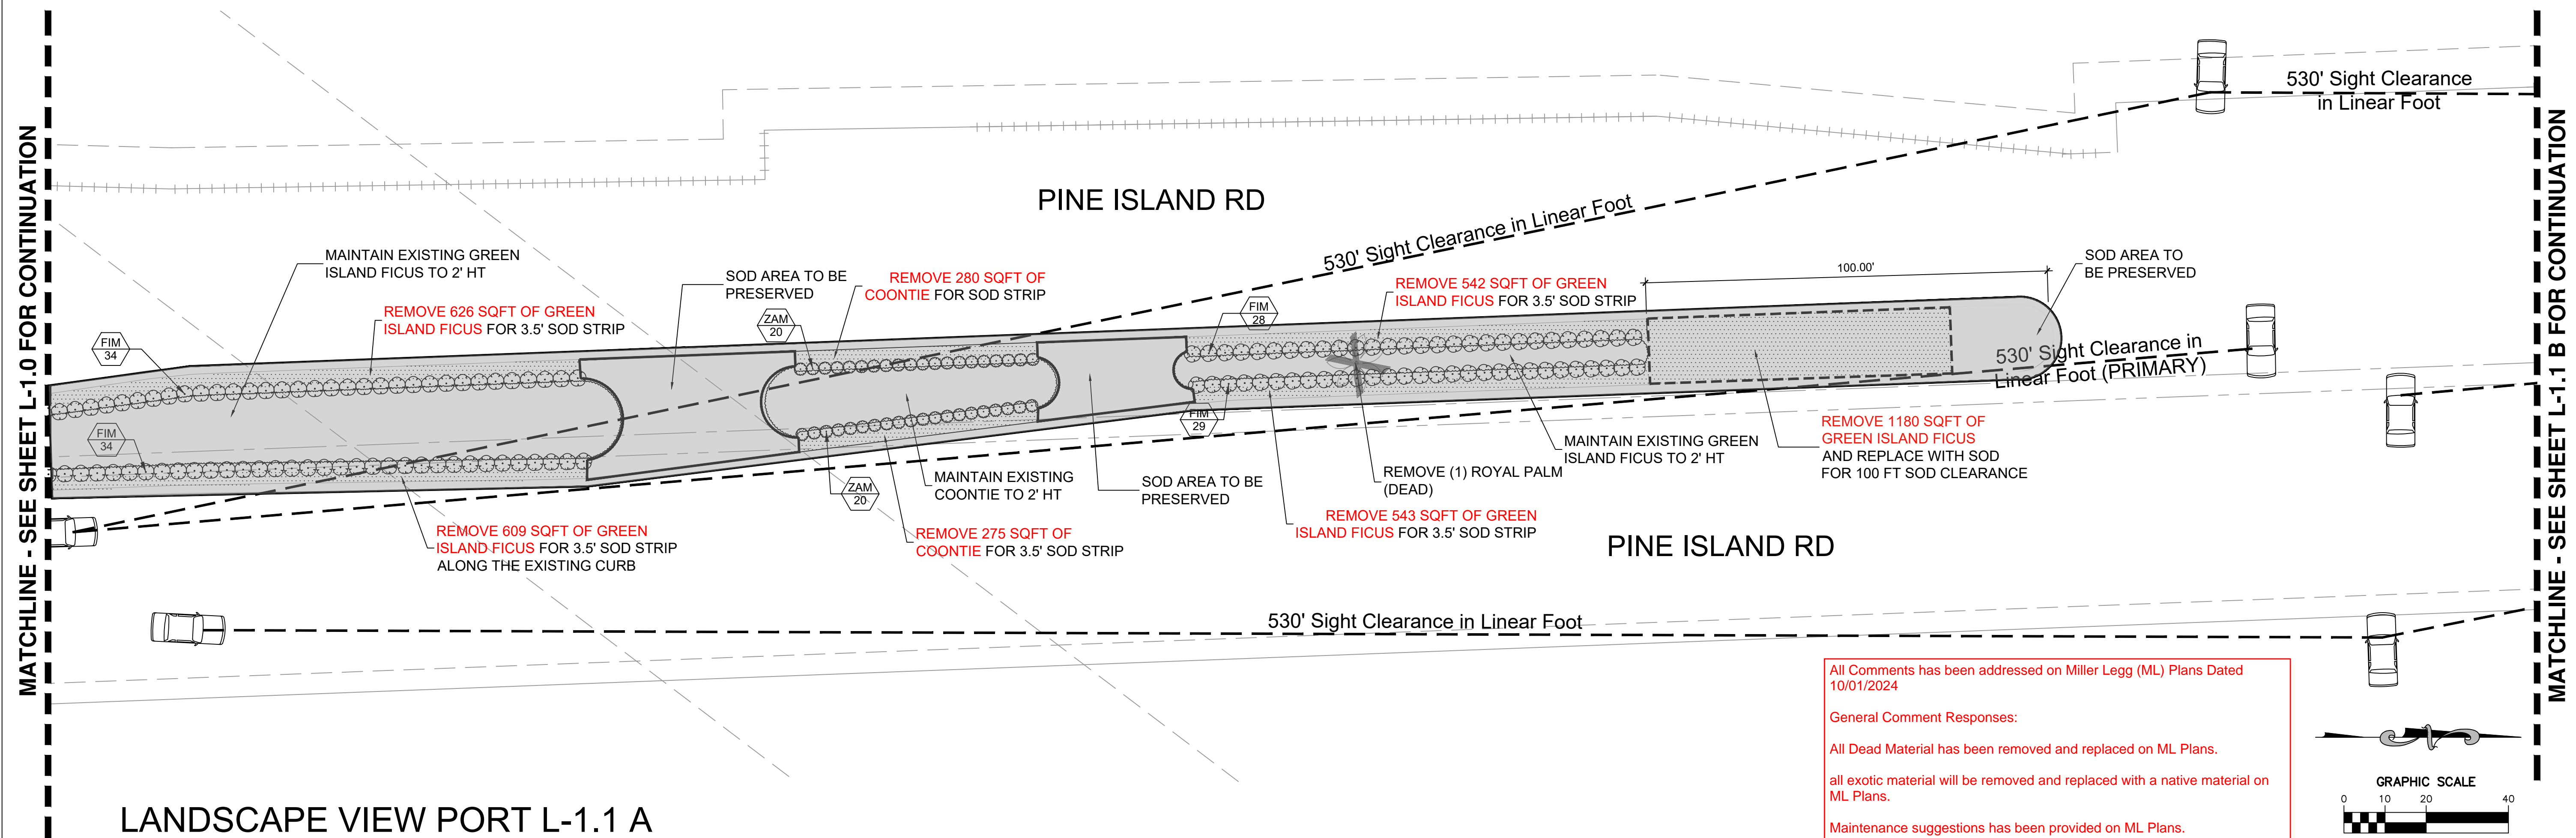 MATCHLINE - SEE SHEET L-1.0 FOR CONTINUATION
530' Sight Clearance
in Linear Foot
PINE ISLAND RD
530' Sight Clearance in Linear Foot
MAINTAIN EXISTING GREEN
ISLAND FICUS TO 2' HT
REMOVE 626 SQFT OF GREEN
ISLAND FICUS FOR 3.5' SOD STRIP
FIM
34
FIM
34
SOD AREA TO BE
PRESERVED
REMOVE 280 SQFT OF
COONTIE FOR SOD STRIP
ZAM
20
FIM
28
REMOVE 542 SQFT OF GREEN
ISLAND FICUS FOR 3.5' SOD STRIP
100.00'
SOD AREA TO
BE PRESERVED
530' Sight Clearance in
Linear Foot (PRIMARY)
REMOVE 609 SQFT OF GREEN
ISLAND FICUS FOR 3.5' SOD STRIP
ALONG THE EXISTING CURB
ZAM
20
REMOVE 275 SQFT OF
COONTIE FOR 3.5' SOD STRIP
MAINTAIN EXISTING
COONTIE TO 2' HT
SOD AREA TO BE
PRESERVED
FIM
29
REMOVE 543 SQFT OF GREEN
ISLAND FICUS FOR 3.5' SOD STRIP
REMOVE (1) ROYAL PALM
(DEAD)
MAINTAIN EXISTING GREEN
ISLAND FICUS TO 2' HT
REMOVE 1180 SQFT OF
GREEN ISLAND FICUS
AND REPLACE WITH SOD
FOR 100 FT SOD CLEARANCE
PINE ISLAND RD
530' Sight Clearance in Linear Foot
MATCHLINE - SEE SHEET L-1.1 B FOR CONTINUATION
All Comments has been addressed on Miller Legg (ML) Plans Dated
10/01/2024
General Comment Responses:
All Dead Material has been removed and replaced on ML Plans.
all exotic material will be removed and replaced with a native material on
ML Plans.
Maintenance suggestions has been provided on ML Plans.
GRAPHIC SCALE
0 10 20 40
LANDSCAPE VIEW PORT L-1.1 A